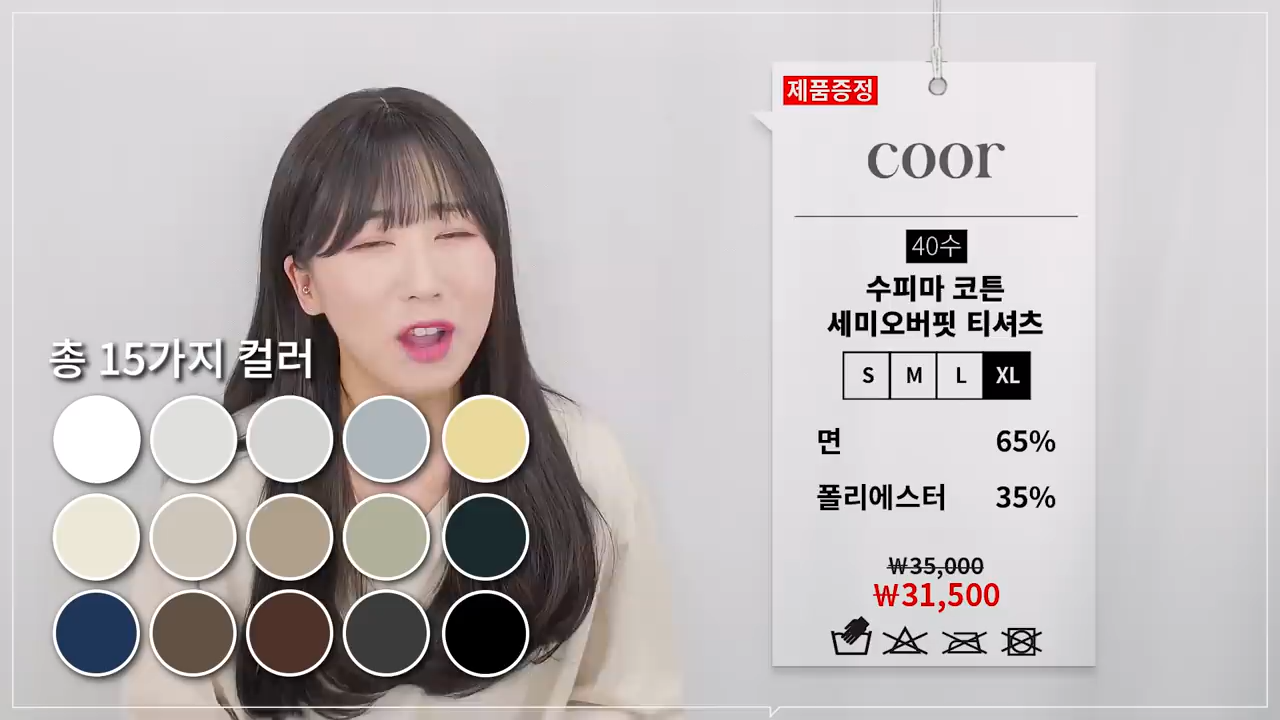 제품증정
coor
40수
수피마 코튼
세미오버핏 티셔츠
S M L XL
면 65%
폴리에스터 35%
₩35,000
₩31,500
총 15가지 컬러